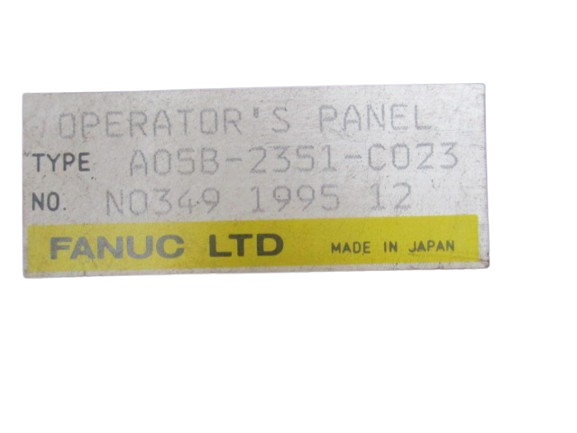 OPERATOR'S PANEL
TYPE A05B-2351-C023
NO. N0349 1995 12
FANUC LTD MADE IN JAPAN